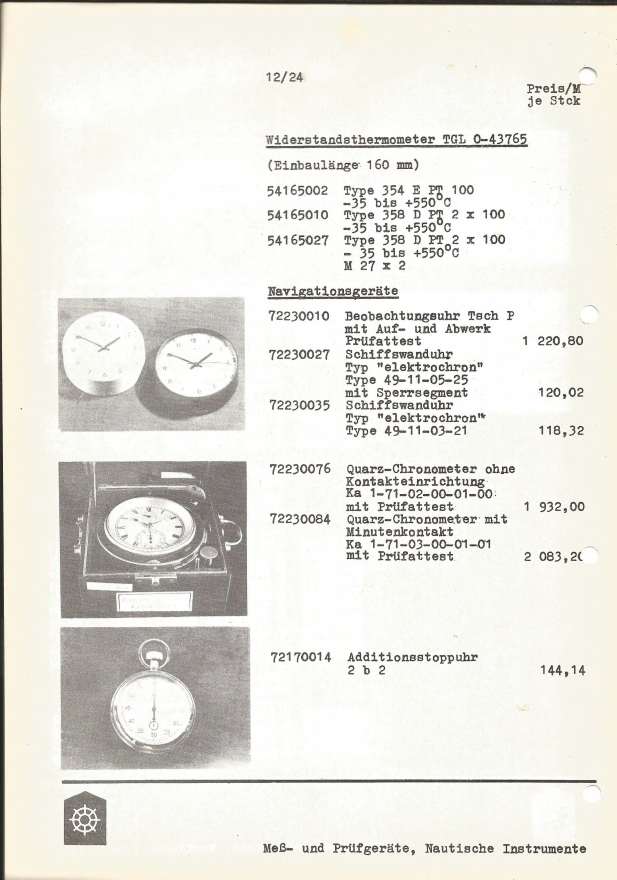 12/24
Preis/M
je Stck
Widerstandsthermometer TGL 0-43765
(Einbaulänge 160 mm)
54165002 Type 354 E PT 100
-35 bis +550°C
54165010 Type 358 D PT 2 x 100
-35 bis +550°C
54165027 Type 358 D PT 2 x 100
- 35 bis +550°C
M 27 x 2
Navigationsgeräte
72230010 Beobachtungsuhr Tsch P
mit Auf- und Abwerk
Prüfattest 1 220,80
72230027 Schiffswanduhr
Typ "elektrochron"
Type 49-11-05-25
mit Sperrsegment 120,02
72230035 Schiffswanduhr
Typ "elektrochron"
Type 49-11-03-21 118,32
72230076 Quarz-Chronometer ohne
Kontakteinrichtung
Ka 1-71-02-00-01-00
mit Prüfattest 1 932,00
72230084 Quarz-Chronometer mit
Minutenkontakt
Ka 1-71-03-00-01-01
mit Prüfattest 2 083,20
72170014 Additionsstoppuhr
2 b 2 144,14
Meß- und Prüfgeräte, Nautische Instrumente